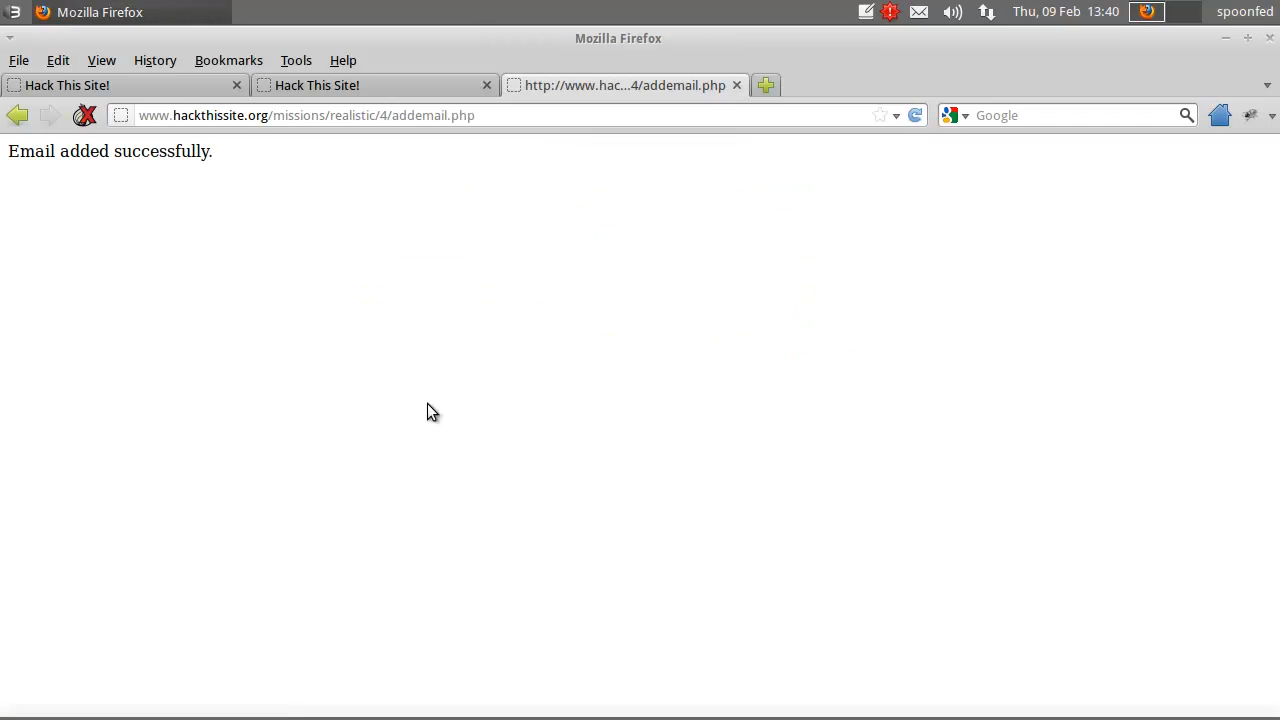 Mozilla Firefox
Thu, 09 Feb 13:40
spoonfed
Mozilla Firefox
File Edit View History Bookmarks Tools Help
Hack This Site!
Hack This Site!
http://www.hac...4/addemail.php
www.hackthissite.org/missions/realistic/4/addemail.php
Google
Email added successfully.